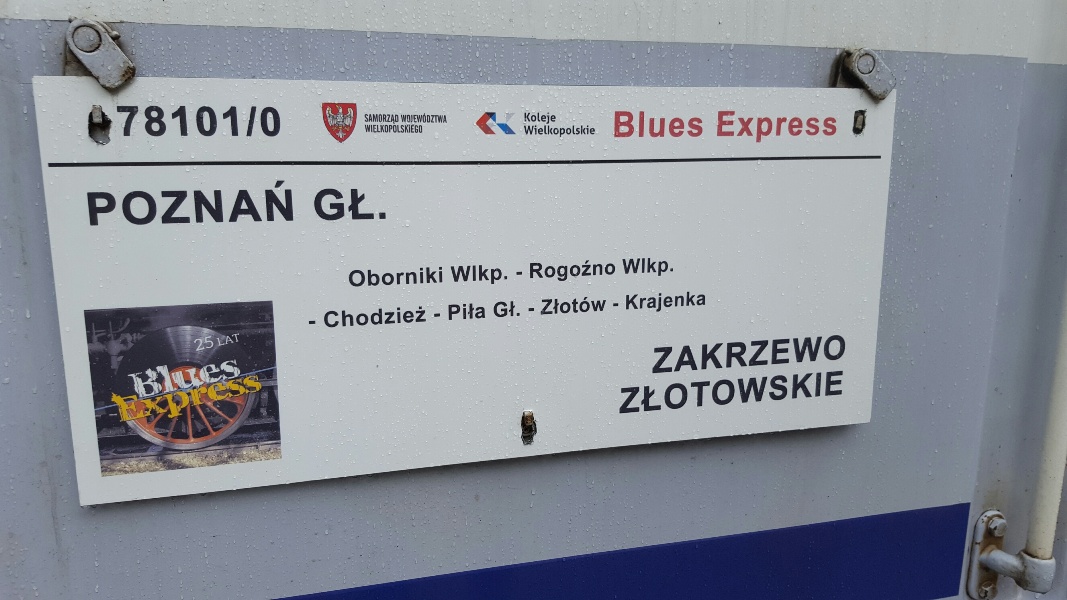 78101/0
SAMORZĄD WOJEWÓDZTWA
WIELKOPOLSKIEGO
Koleje
Wielkopolskie
Blues Express
POZNAŃ GŁ.
Oborniki Wlkp. - Rogoźno Wlkp.
- Chodzież - Piła Gł. - Złotów - Krajenka
25 LAT
Blues
Express
ZAKRZEWO
ZŁOTOWSKIE